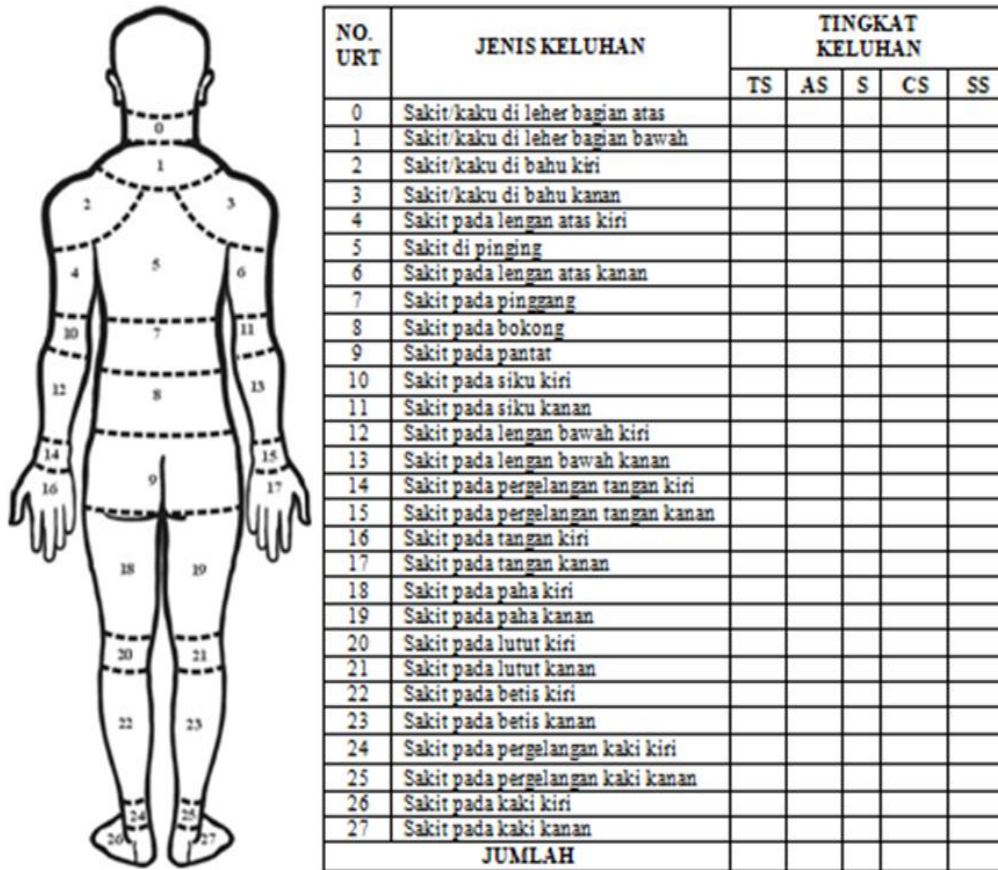 0
1
2 3
4 5 6
10 7 11
12 8 13
14 15
16 9 17
18 19
20 21
22 23
24 25
26 27
NO. URT JENIS KELUHAN TINGKAT KELUHAN
TS AS S CS SS
0 Sakit/kaku di leher bagian atas
1 Sakit/kaku di leher bagian bawah
2 Sakit/kaku di bahu kiri
3 Sakit/kaku di bahu kanan
4 Sakit pada lengan atas kiri
5 Sakit di pinging
6 Sakit pada lengan atas kanan
7 Sakit pada pinggang
8 Sakit pada bokong
9 Sakit pada pantat
10 Sakit pada siku kiri
11 Sakit pada siku kanan
12 Sakit pada lengan bawah kiri
13 Sakit pada lengan bawah kanan
14 Sakit pada pergelangan tangan kiri
15 Sakit pada pergelangan tangan kanan
16 Sakit pada tangan kiri
17 Sakit pada tangan kanan
18 Sakit pada paha kiri
19 Sakit pada paha kanan
20 Sakit pada lutut kiri
21 Sakit pada lutut kanan
22 Sakit pada betis kiri
23 Sakit pada betis kanan
24 Sakit pada pergelangan kaki kiri
25 Sakit pada pergelangan kaki kanan
26 Sakit pada kaki kiri
27 Sakit pada kaki kanan
JUMLAH